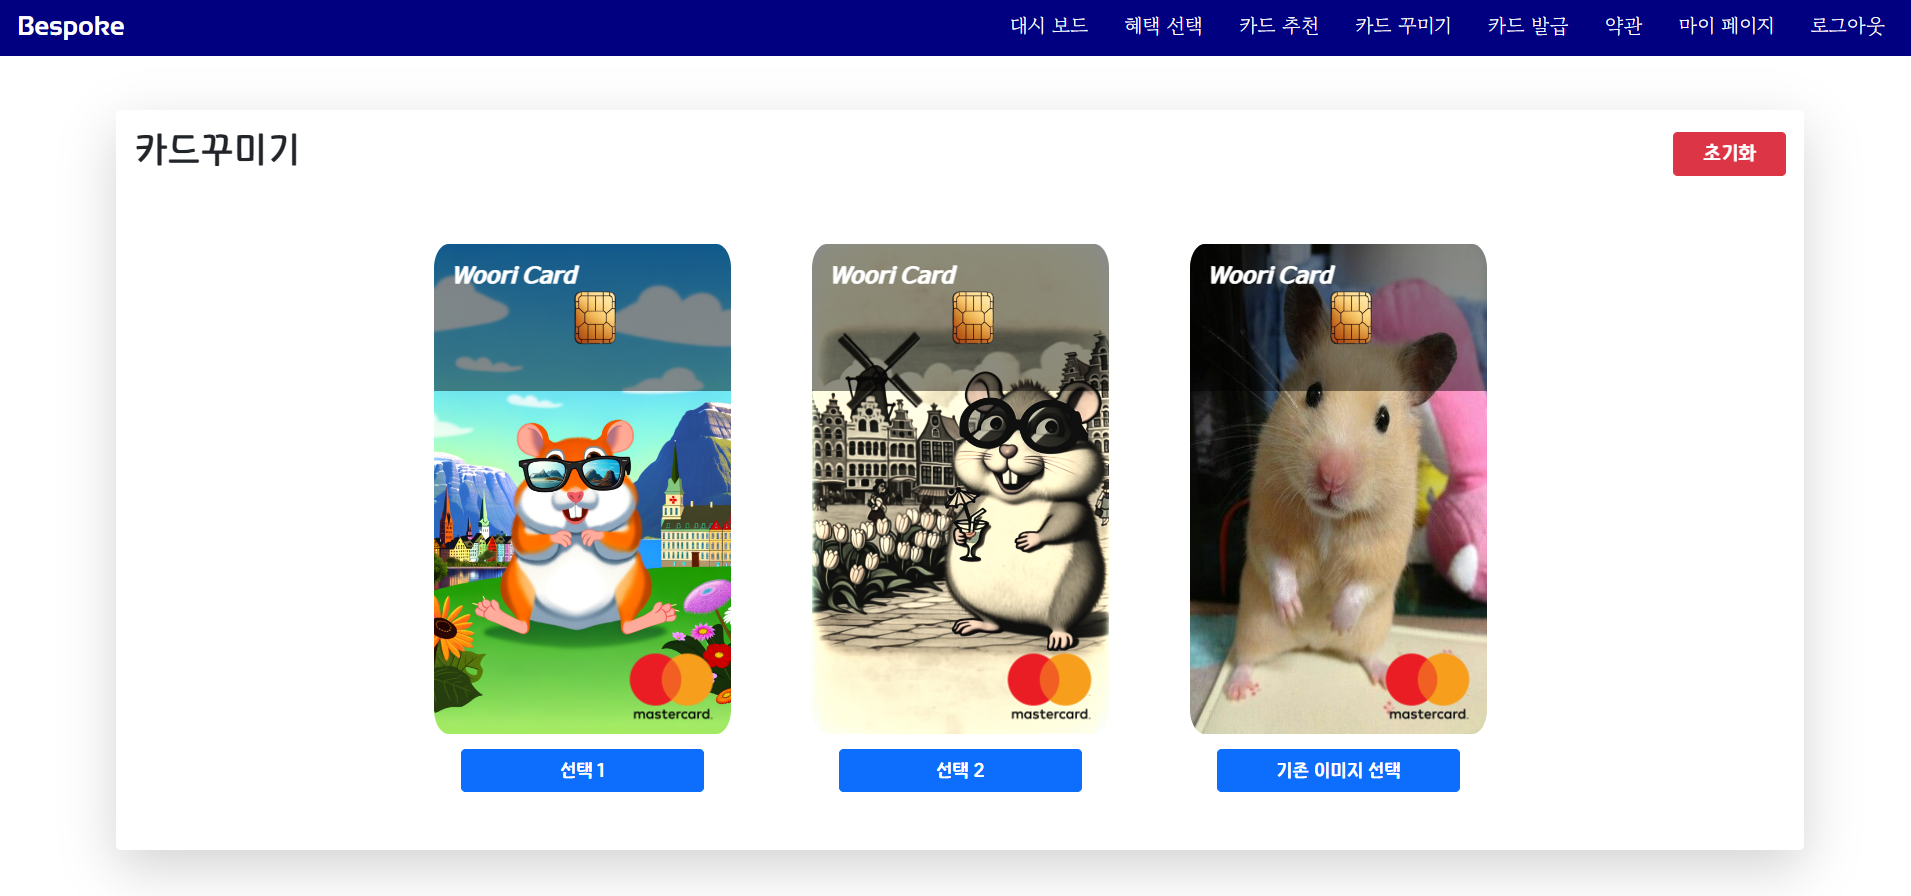 Bespoke
대시 보드 혜택 선택 카드 추천 카드 꾸미기 카드 발급 약관 마이 페이지 로그아웃
카드꾸미기
초기화
Woori Card
mastercard.
선택 1
Woori Card
mastercard.
선택 2
Woori Card
mastercard.
기존 이미지 선택